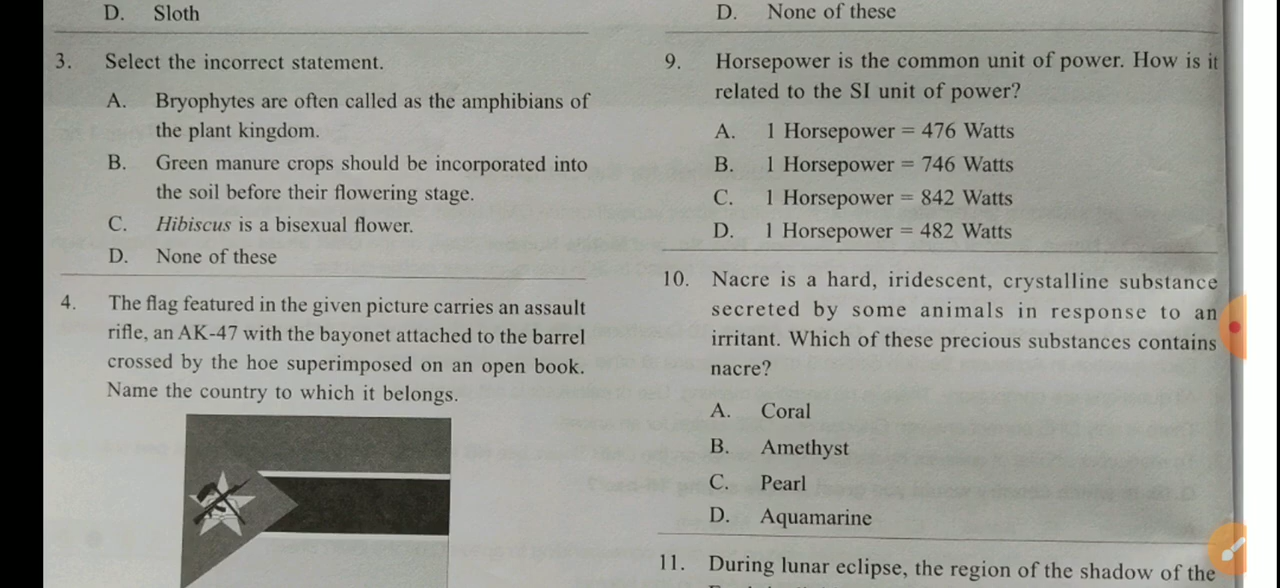 D. Sloth
3. Select the incorrect statement.
A. Bryophytes are often called as the amphibians of
the plant kingdom.
B. Green manure crops should be incorporated into
the soil before their flowering stage.
C. Hibiscus is a bisexual flower.
D. None of these
4. The flag featured in the given picture carries an assault
rifle, an AK-47 with the bayonet attached to the barrel
crossed by the hoe superimposed on an open book.
Name the country to which it belongs.
D. None of these
9. Horsepower is the common unit of power. How is it
related to the SI unit of power?
A. 1 Horsepower = 476 Watts
B. 1 Horsepower = 746 Watts
C. 1 Horsepower = 842 Watts
D. 1 Horsepower = 482 Watts
10. Nacre is a hard, iridescent, crystalline substance
secreted by some animals in response to an
irritant. Which of these precious substances contains
nacre?
A. Coral
B. Amethyst
C. Pearl
D. Aquamarine
11. During lunar eclipse, the region of the shadow of the